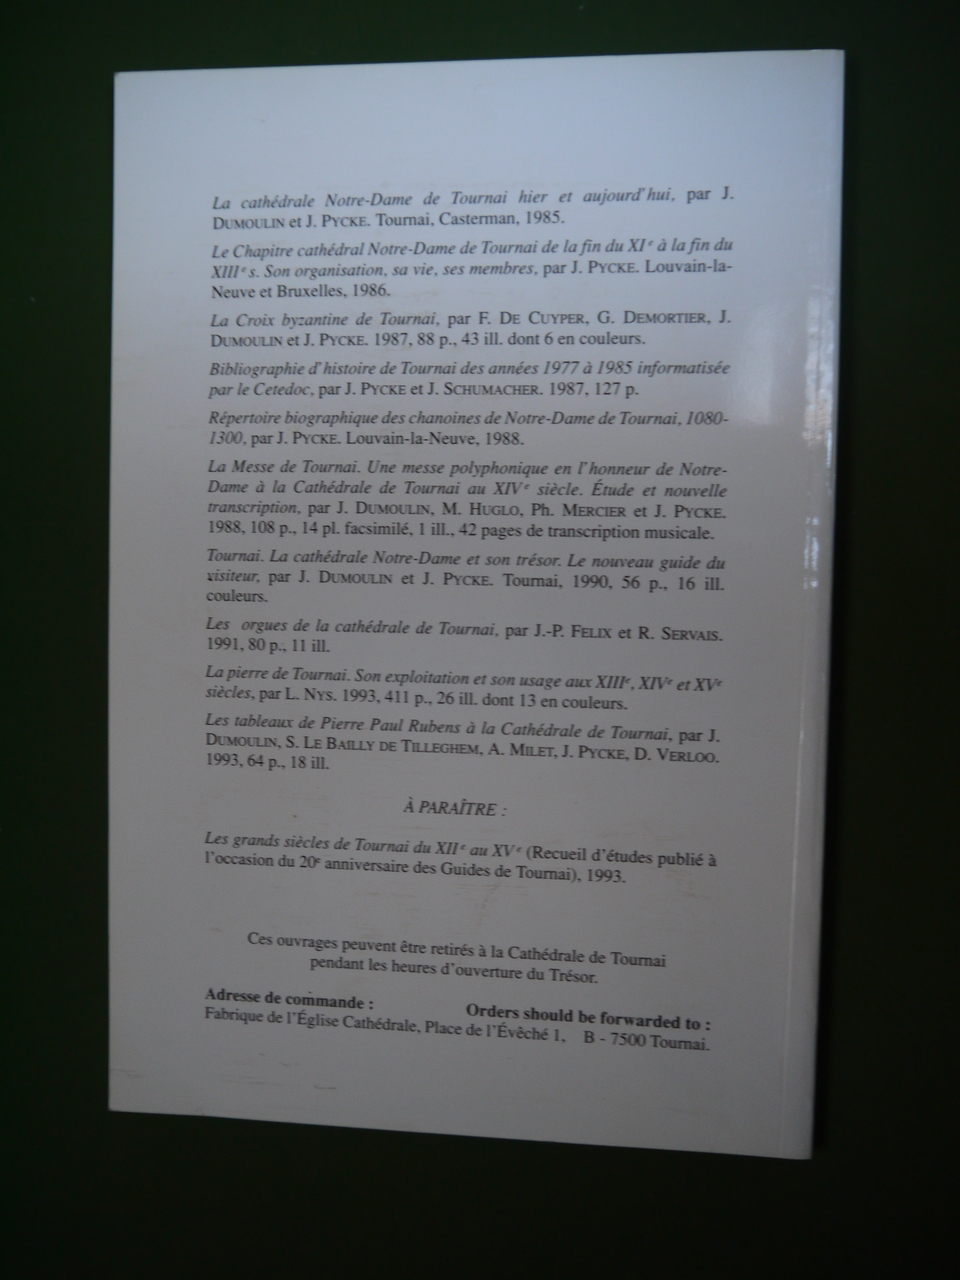 La cathédrale Notre-Dame de Tournai hier et aujourd'hui, par J.
DUMOULIN et J. PYCKE. Tournai, Casterman, 1985.
Le Chapitre cathédral Notre-Dame de Tournai de la fin du XIe à la fin du
XIIIe s. Son organisation, sa vie, ses membres, par J. PYCKE. Louvain-la-
Neuve et Bruxelles, 1986.
La Croix byzantine de Tournai, par F. DE CUYPER, G. DEMORTIER, J.
DUMOULIN et J. PYCKE. 1987, 88 p., 43 ill. dont 6 en couleurs.
Bibliographie d'histoire de Tournai des années 1977 à 1985 informatisée
par le Cetedoc, par J. PYCKE et J. SCHUMACHER. 1987, 127 p.
Répertoire biographique des chanoines de Notre-Dame de Tournai, 1080-
1300, par J. PYCKE. Louvain-la-Neuve, 1988.
La Messe de Tournai. Une messe polyphonique en l'honneur de Notre-
Dame à la Cathédrale de Tournai au XIVe siècle. Étude et nouvelle
transcription, par J. DUMOULIN, M. HUGLO, Ph. MERCIER et J. PYCKE.
1988, 108 p., 14 pl. facsimilé, 1 ill., 42 pages de transcription musicale.
Tournai. La cathédrale Notre-Dame et son trésor. Le nouveau guide du
visiteur, par J. DUMOULIN et J. PYCKE. Tournai, 1990, 56 p., 16 ill.
couleurs.
Les orgues de la cathédrale de Tournai, par J.-P. FELIX et R. SERVAIS.
1991, 80 p., 11 ill.
La pierre de Tournai. Son exploitation et son usage aux XIIIe, XIVe et XVe
siècles, par L. NYS. 1993, 411 p., 26 ill. dont 13 en couleurs.
Les tableaux de Pierre Paul Rubens à la Cathédrale de Tournai, par J.
DUMOULIN, S. LE BAILLY DE TILLEGHEM, A. MILET, J. PYCKE, D. VERLOO.
1993, 64 p., 18 ill.
À PARAÎTRE :
Les grands siècles de Tournai du XIIe au XVe (Recueil d'études publié à
l'occasion du 20e anniversaire des Guides de Tournai), 1993.
Ces ouvrages peuvent être retirés à la Cathédrale de Tournai
pendant les heures d'ouverture du Trésor.
Adresse de commande : Orders should be forwarded to :
Fabrique de l'Église Cathédrale, Place de l'Évêché 1, B - 7500 Tournai.